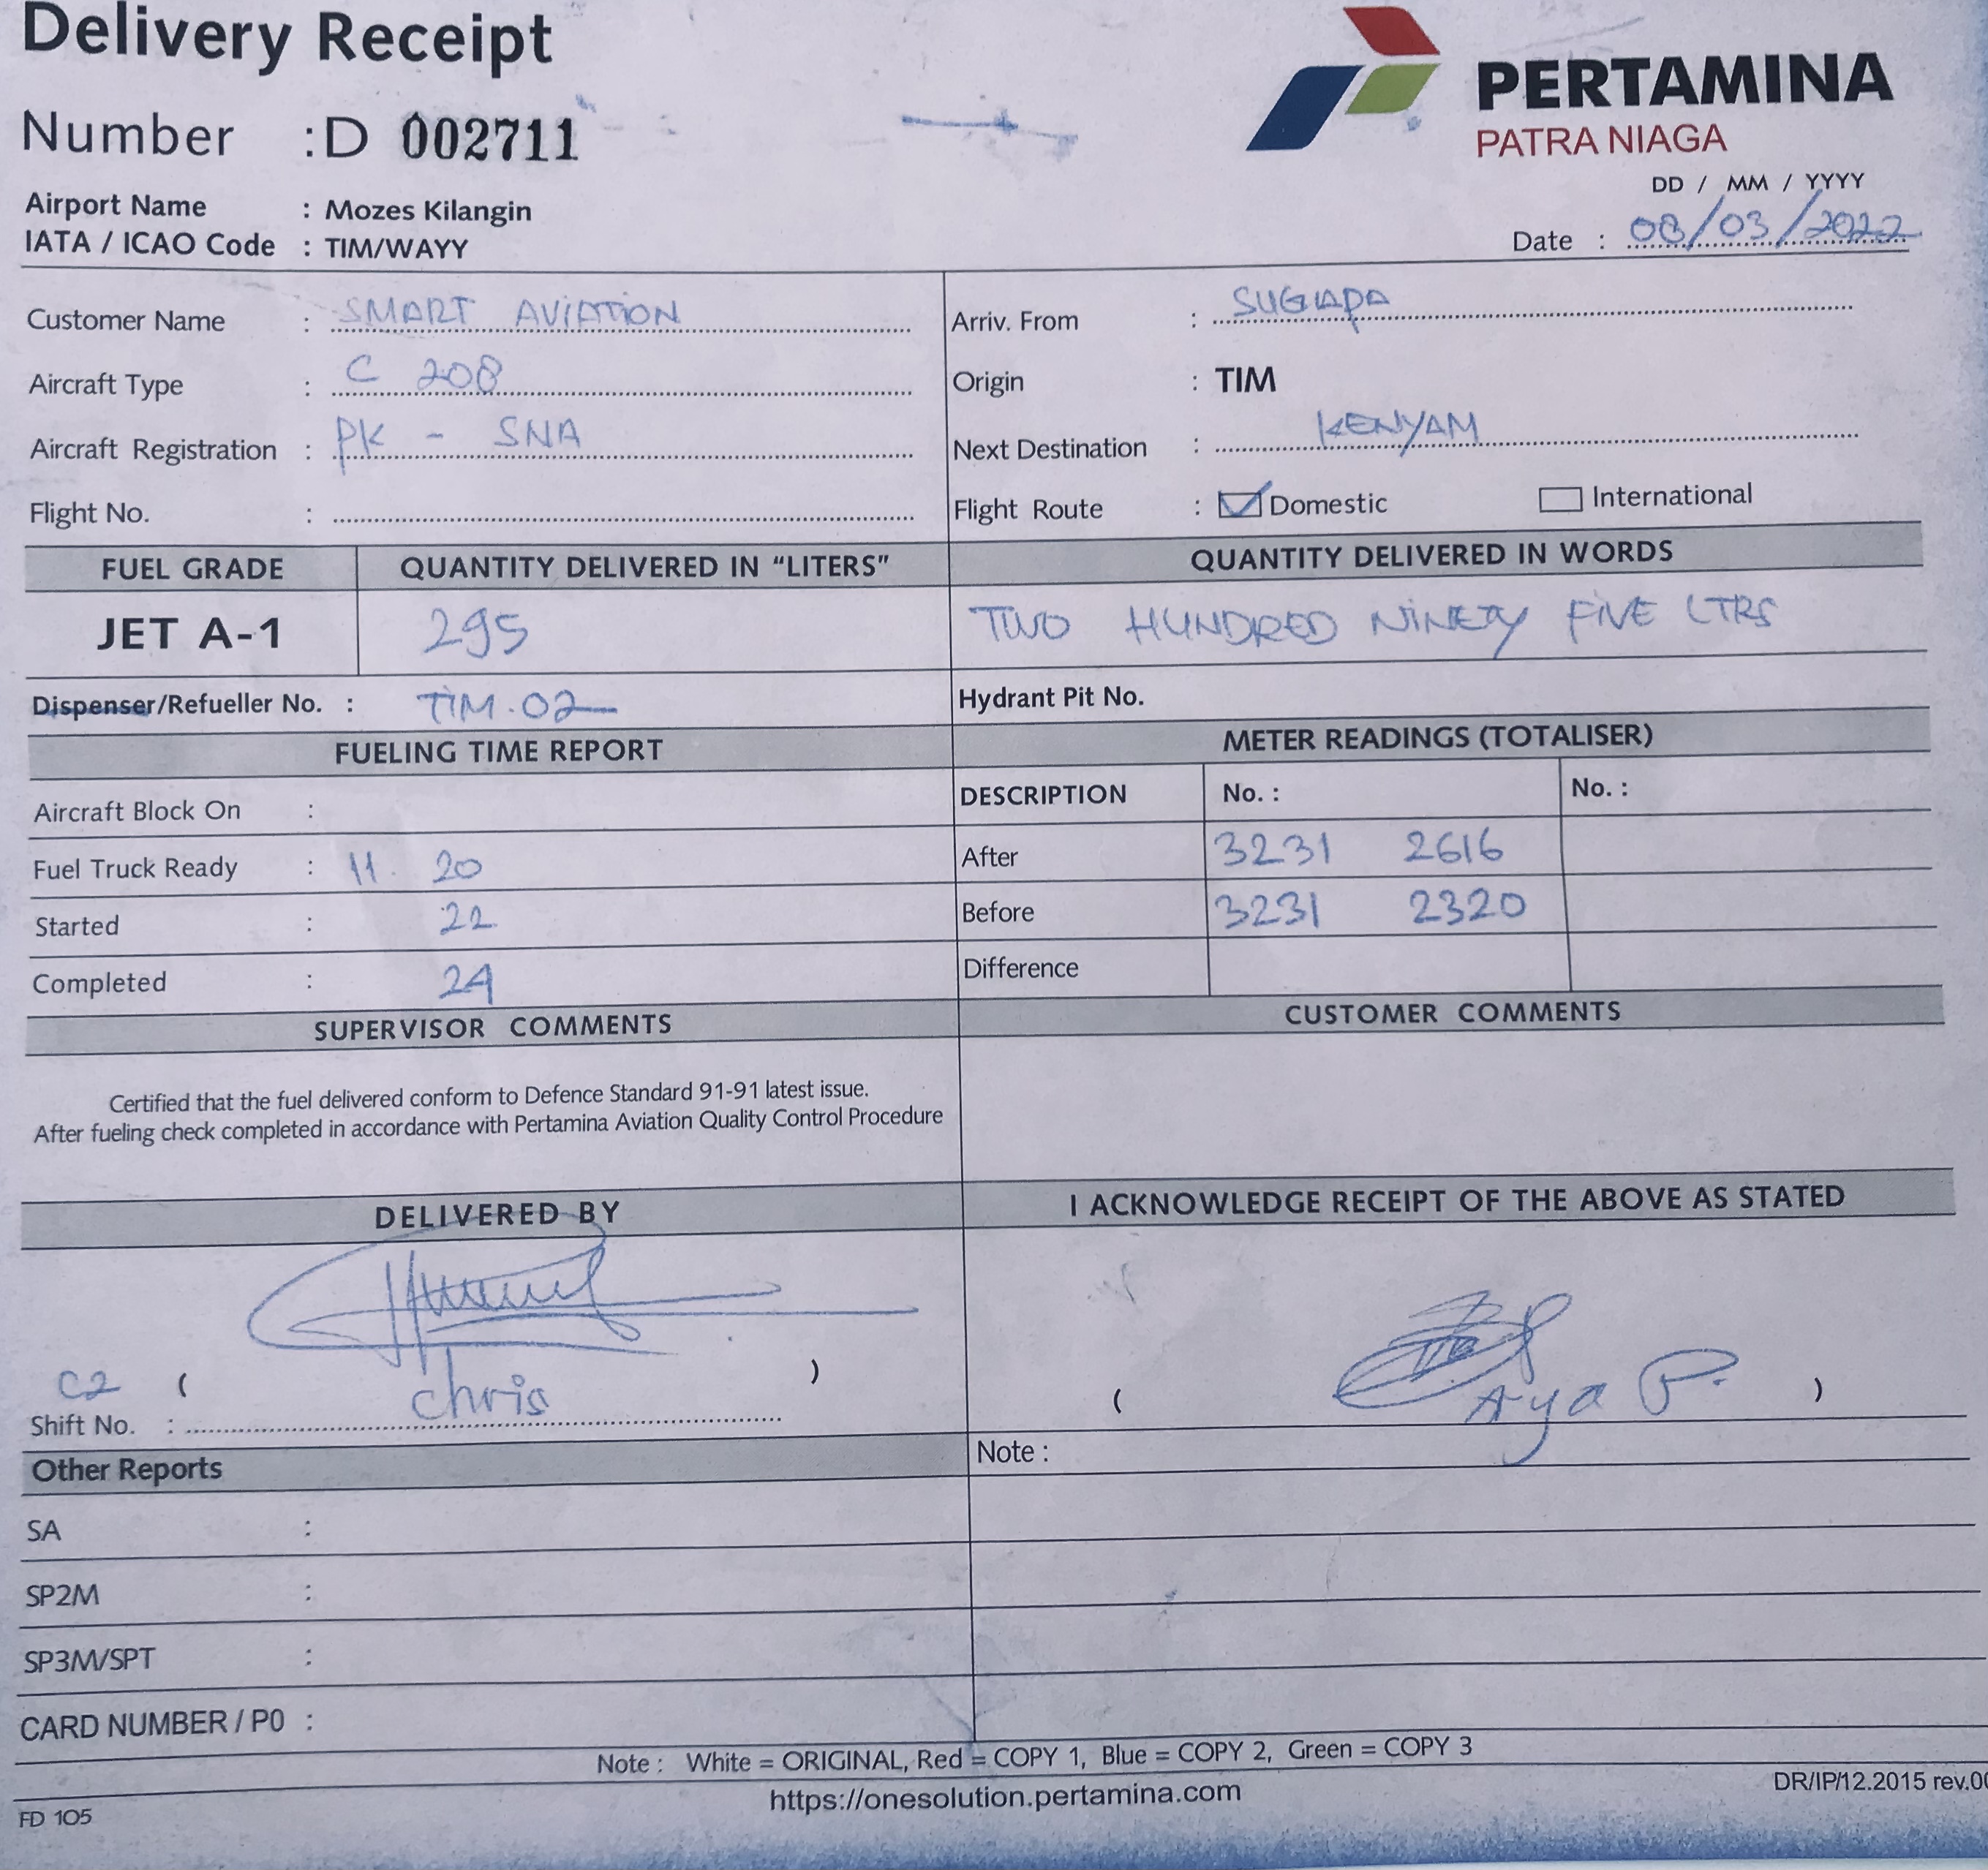 Delivery Receipt
PERTAMINA
PATRA NIAGA
Number : D 002711
DD / MM / YYYY
Date : 08/03/2022
Airport Name : Mozes Kilangin
IATA / ICAO Code : TIM/WAYY
Customer Name : SMART AVIATION
Arriv. From : SUGIAPA
Aircraft Type : C 208
Origin : TIM
Aircraft Registration : PK - SNA
Next Destination : KENYAM
Flight No. :
Flight Route : Domestic International
FUEL GRADE QUANTITY DELIVERED IN "LITERS" QUANTITY DELIVERED IN WORDS
JET A-1 295 TWO HUNDRED NINETY FIVE LTRS
Dispenser/Refueller No. : TIM.02
Hydrant Pit No.
FUELING TIME REPORT METER READINGS (TOTALISER)
Aircraft Block On :
DESCRIPTION No. : No. :
Fuel Truck Ready : 11. 20
After 3231 2616
Started : 22
Before 3231 2320
Completed : 24
Difference
SUPERVISOR COMMENTS CUSTOMER COMMENTS
Certified that the fuel delivered conform to Defence Standard 91-91 latest issue.
After fueling check completed in accordance with Pertamina Aviation Quality Control Procedure
DELIVERED BY I ACKNOWLEDGE RECEIPT OF THE ABOVE AS STATED
C2 ( Chris ) ( Aya P. )
Shift No. :
Other Reports Note :
SA :
SP2M :
SP3M/SPT :
CARD NUMBER / P0 :
Note : White = ORIGINAL, Red = COPY 1, Blue = COPY 2, Green = COPY 3
https://onesolution.pertamina.com
DR/IP/12.2015 rev.00
FD 105